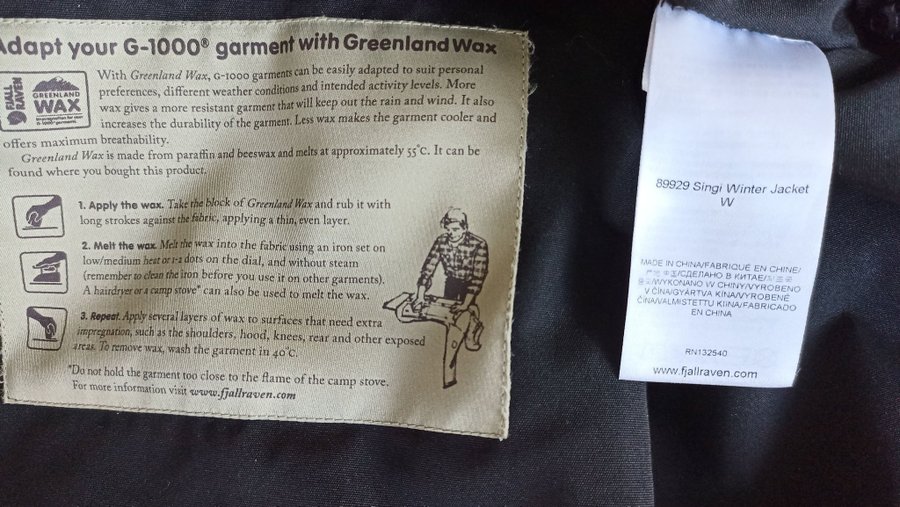 Adapt your G-1000® garment with Greenland Wax
FJÄLL
RÄVEN
GREENLAND
WAX
With Greenland Wax, G-1000 garments can be easily adapted to suit personal
preferences, different weather conditions and intended activity levels. More
wax gives a more resistant garment that will keep out the rain and wind. It also
increases the durability of the garment. Less wax makes the garment cooler and
offers maximum breathability.
Greenland Wax is made from paraffin and beeswax and melts at approximately 55°C. It can be
found where you bought this product.
1. Apply the wax. Take the block of Greenland Wax and rub it with
long strokes against the fabric, applying a thin, even layer.
2. Melt the wax. Melt the wax into the fabric using an iron set on
low/medium heat or 1-2 dots on the dial, and without steam
(remember to clean the iron before you use it on other garments).
A hairdryer or a camp stove* can also be used to melt the wax.
3. Repeat. Apply several layers of wax to surfaces that need extra
impregnation, such as the shoulders, hood, knees, rear and other exposed
areas. To remove wax, wash the garment in 40°C.
*Do not hold the garment too close to the flame of the camp stove.
For more information visit www.fjallraven.com
89929 Singi Winter Jacket
W
MADE IN CHINA/FABRIQUÉ EN CHINE/
产地 中国/СДЕЛАНО В КИТАЕ/
WYKONANO W CHINY/VYROBENO
V ČÍNA/GYÁRTVA KÍNA/VYROBENÉ
ČÍNA/VALMISTETTU KIINA/FABRICADO
EN CHINA
RN132540
www.fjallraven.com